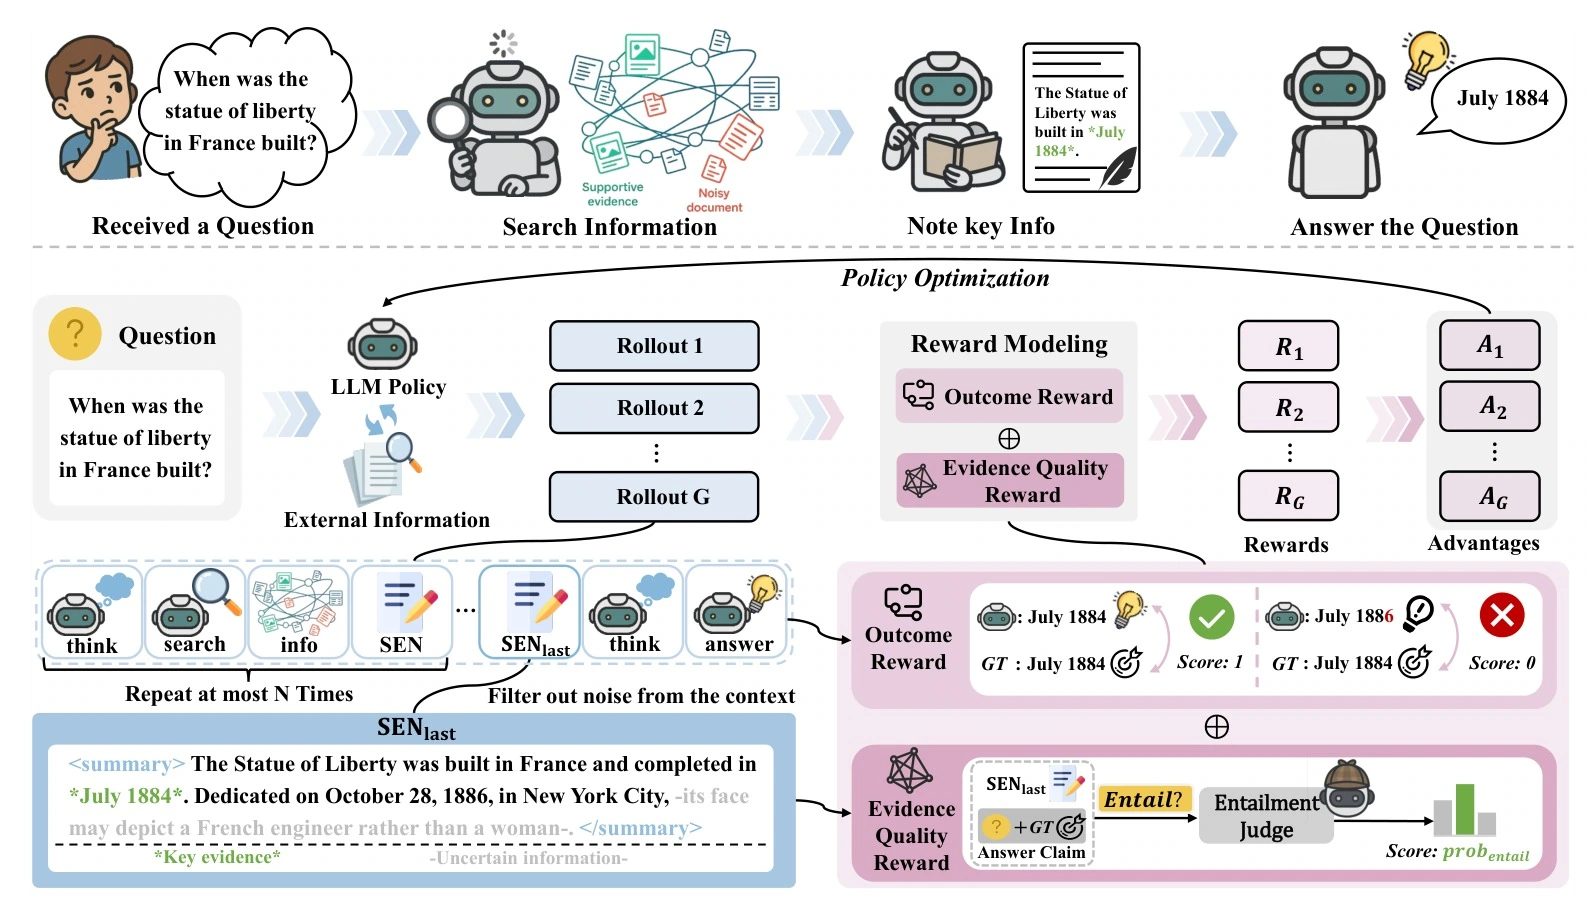 When was the
statue of liberty
in France built?
Received a Question
Supportive
evidence
Noisy
document
Search Information
The Statue of
Liberty was
built in *July
1884*.
Note key Info
July 1884
Answer the Question
Policy Optimization
? Question
When was the
statue of liberty
in France built?
LLM Policy
External Information
Rollout 1
Rollout 2
⋮
Rollout G
Reward Modeling
Outcome Reward
⊕
Evidence Quality
Reward
R1
R2
⋮
RG
Rewards
A1
A2
⋮
AG
Advantages
think
search
info
SEN
...
SENlast
think
answer
Repeat at most N Times
Filter out noise from the context
SENlast
<summary> The Statue of Liberty was built in France and completed in
*July 1884*. Dedicated on October 28, 1886, in New York City, -its face
may depict a French engineer rather than a woman-. </summary>
*Key evidence*
-Uncertain information-
Outcome
Reward
: July 1884
GT : July 1884
Score: 1
: July 1886
GT : July 1884
Score: 0
⊕
Evidence
Quality
Reward
SENlast
? +GT
Answer Claim
Entail?
Entailment
Judge
Score: probentail